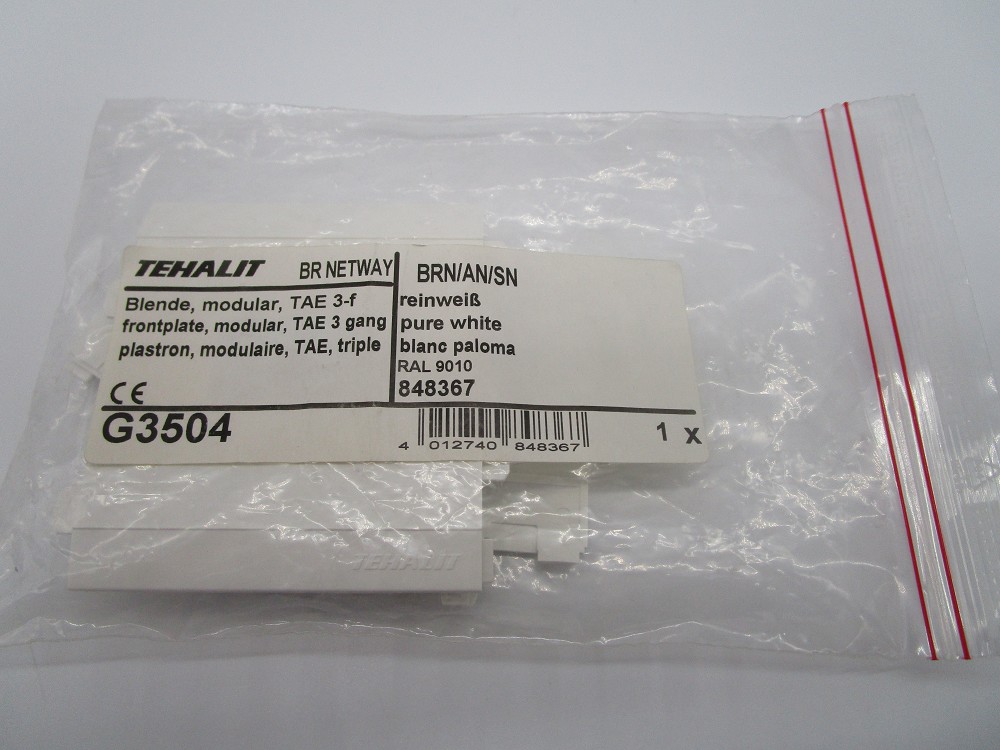 TEHALIT BR NETWAY
Blende, modular, TAE 3-f
frontplate, modular, TAE 3 gang
plastron, modulaire, TAE, triple
CE
BRN/AN/SN
reinweiß
pure white
blanc paloma
RAL 9010
848367
G3504
4 012740 848367
1 x
TEHALIT